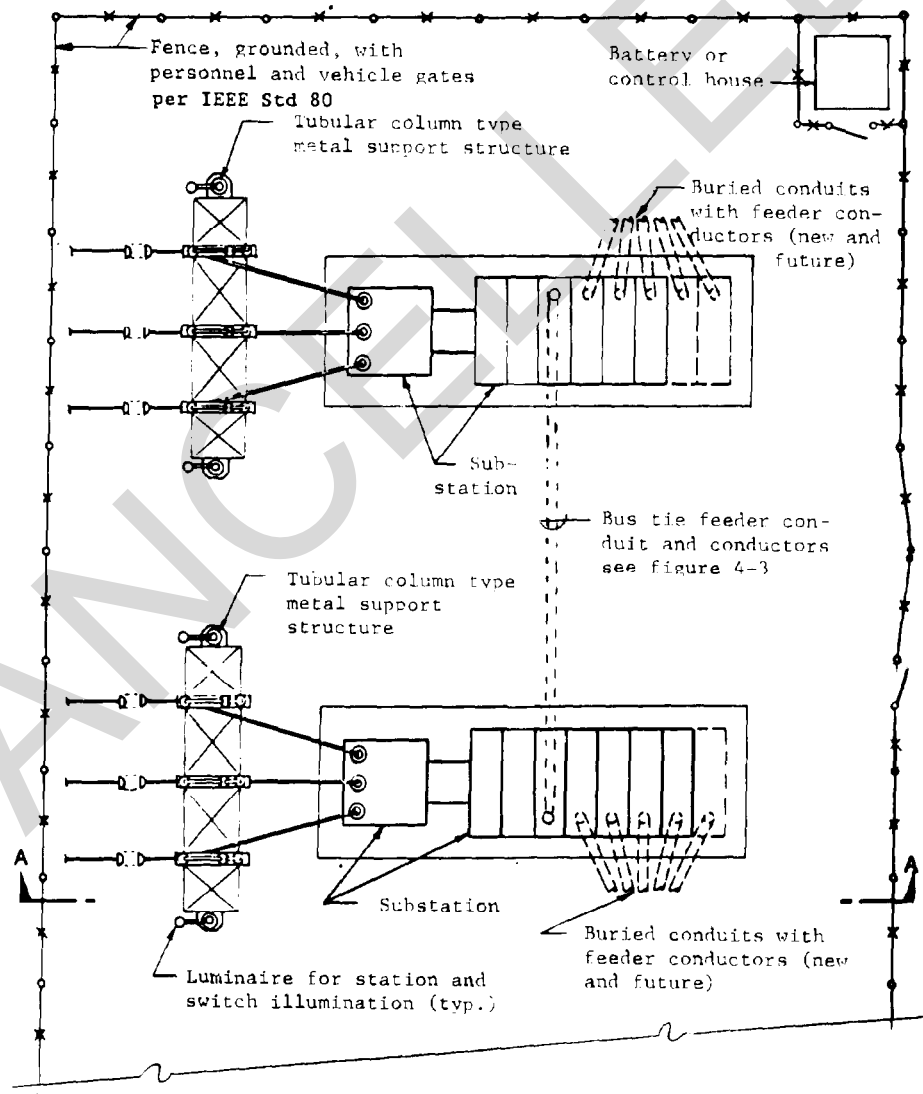 Fence, grounded, with
personnel and vehicle gates
per IEEE Std 80
Battery or
control house
Tubular column type
metal support structure
Buried conduits
with feeder con-
ductors (new and
future)
Sub-
station
Bus tie feeder con-
duit and conductors
see figure 4-3
Tubular column type
metal support
structure
A
A
Substation
Buried conduits with
feeder conductors (new
and future)
Luminaire for station and
switch illumination (typ.)
CANCELLED